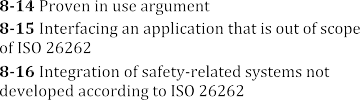 8-14 Proven in use argument
8-15 Interfacing an application that is out of scope
of ISO 26262
8-16 Integration of safety-related systems not
developed according to ISO 26262